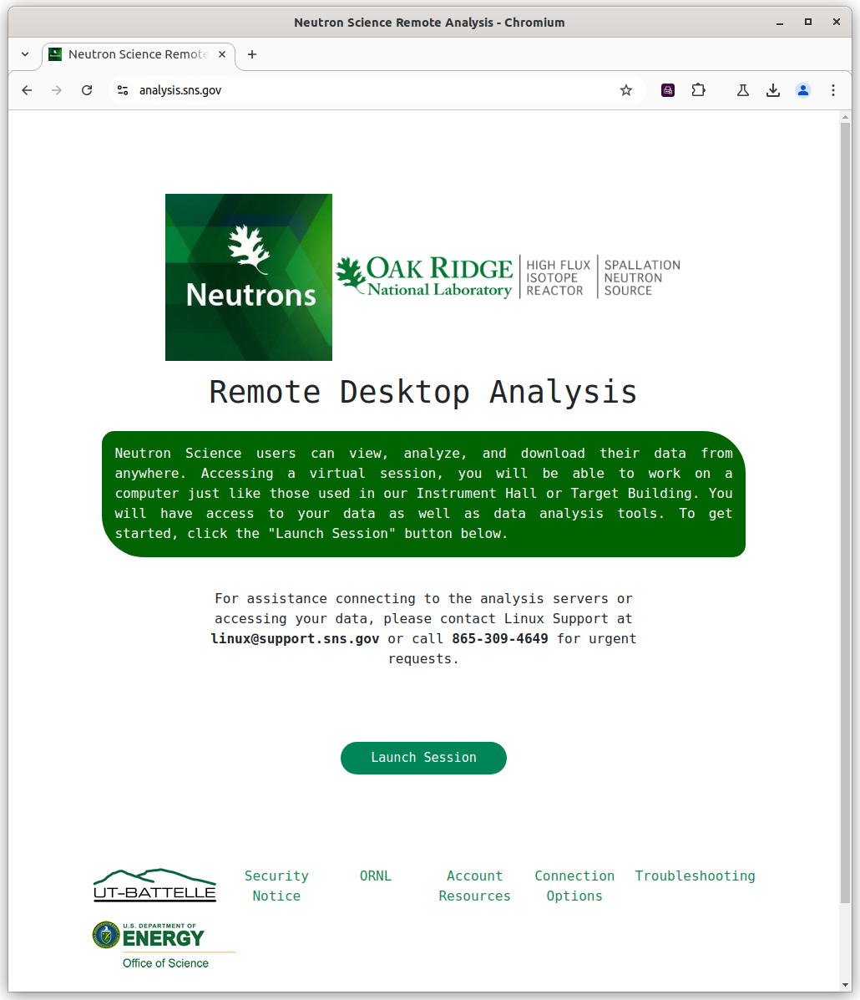 Neutron Science Remote Analysis - Chromium
Neutron Science Remote
analysis.sns.gov
Neutrons
OAK RIDGE
National Laboratory
HIGH FLUX
ISOTOPE
REACTOR
SPALLATION
NEUTRON
SOURCE
Remote Desktop Analysis
Neutron Science users can view, analyze, and download their data from
anywhere. Accessing a virtual session, you will be able to work on a
computer just like those used in our Instrument Hall or Target Building. You
will have access to your data as well as data analysis tools. To get
started, click the "Launch Session" button below.
For assistance connecting to the analysis servers or
accessing your data, please contact Linux Support at
linux@support.sns.gov or call 865-309-4649 for urgent
requests.
Launch Session
UT-BATTELLE
Security
Notice
ORNL
Account
Resources
Connection
Options
Troubleshooting
U.S. DEPARTMENT OF
ENERGY
Office of Science